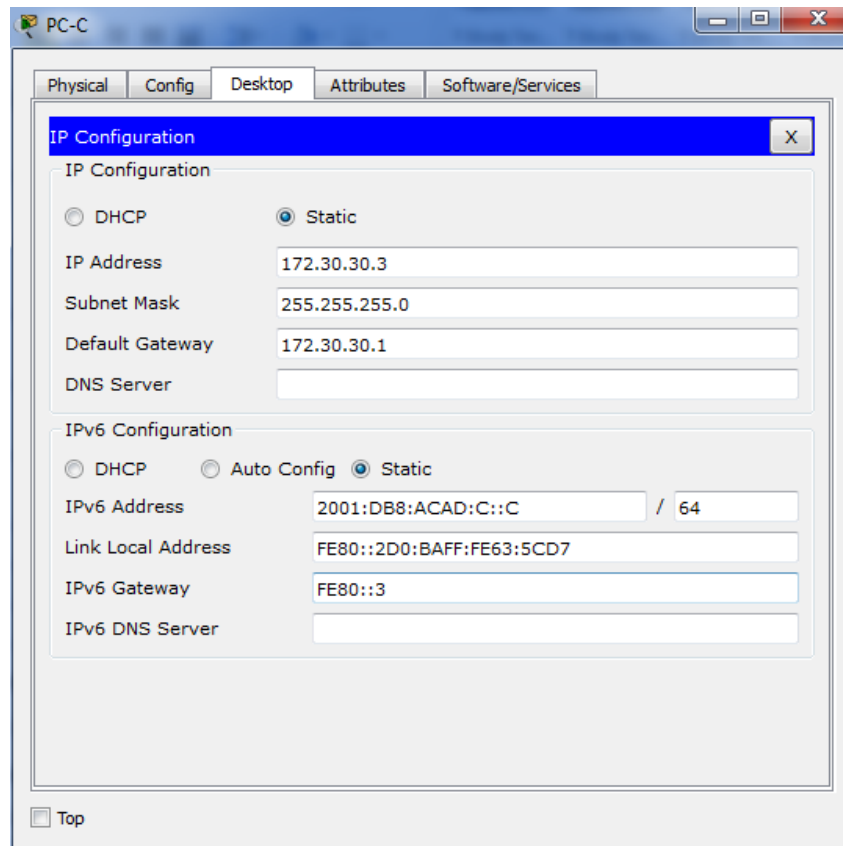 PC-C
Physical Config Desktop Attributes Software/Services
IP Configuration X
IP Configuration
DHCP Static
IP Address 172.30.30.3
Subnet Mask 255.255.255.0
Default Gateway 172.30.30.1
DNS Server
IPv6 Configuration
DHCP Auto Config Static
IPv6 Address 2001:DB8:ACAD:C::C / 64
Link Local Address FE80::2D0:BAFF:FE63:5CD7
IPv6 Gateway FE80::3
IPv6 DNS Server
Top